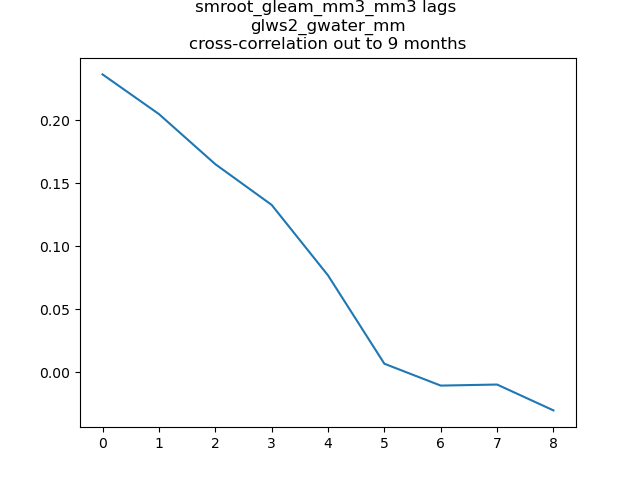 smroot_gleam_mm3_mm3 lags
glws2_gwater_mm
cross-correlation out to 9 months
0.20
0.15
0.10
0.05
0.00
0 1 2 3 4 5 6 7 8